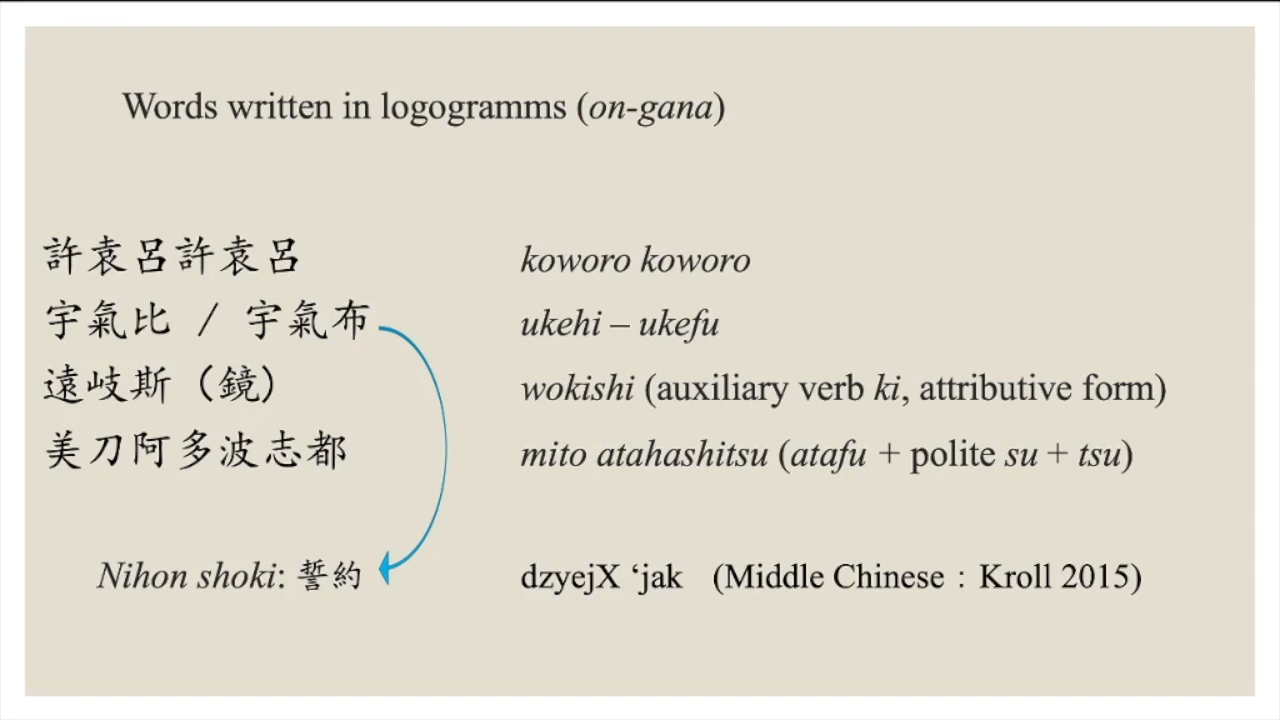 Words written in logogramms (on-gana)
許袁呂許袁呂 koworo koworo
宇氣比 / 宇氣布 ukehi – ukefu
遠岐斯（鏡） wokishi (auxiliary verb ki, attributive form)
美刀阿多波志都 mito atahashitsu (atafu + polite su + tsu)
Nihon shoki: 誓約 dzyejX ‘jak (Middle Chinese：Kroll 2015)